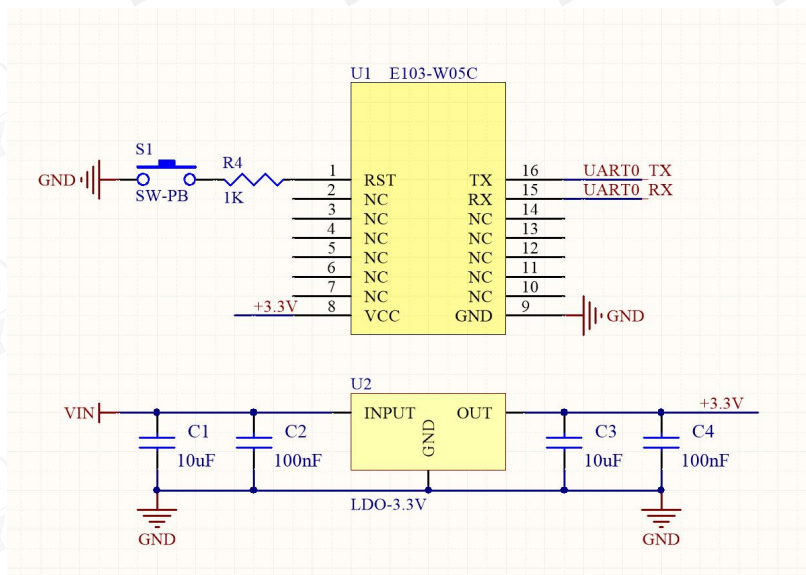 U1 E103-W05C
S1
R4
GND
SW-PB
1K
1 RST TX 16 UART0_TX
2 NC RX 15 UART0_RX
3 NC NC 14
4 NC NC 13
5 NC NC 12
6 NC NC 11
7 NC NC 10
+3.3V 8 VCC GND 9 GND
U2
VIN INPUT OUT +3.3V
GND
C1 C2 C3 C4
10uF 100nF 10uF 100nF
LDO-3.3V
GND GND